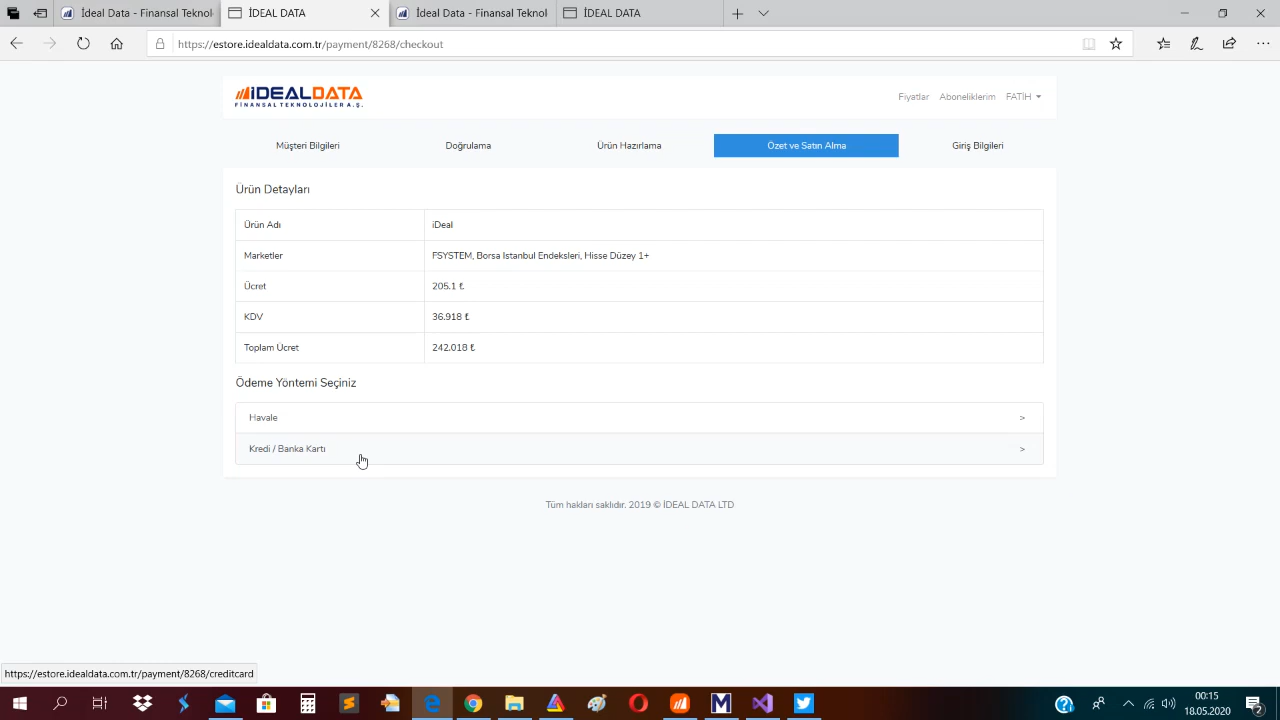 İDEAL DATA
İdeal Data - Finansal Teknol
İdeal Data - Finansal Teknol
İDEAL DATA
https://estore.idealdata.com.tr/payment/8268/checkout
iDEALDATA
FİNANSAL TEKNOLOJİLER A.Ş.
Fiyatlar Aboneliklerim FATİH
Müşteri Bilgileri Doğrulama Ürün Hazırlama Özet ve Satın Alma Giriş Bilgileri
Ürün Detayları
Ürün Adı iDeal
Marketler FSYSTEM, Borsa Istanbul Endeksleri, Hisse Düzey 1+
Ücret 205.1 ₺
KDV 36.918 ₺
Toplam Ücret 242.018 ₺
Ödeme Yöntemi Seçiniz
Havale >
Kredi / Banka Kartı >
Tüm hakları saklıdır. 2019 © İDEAL DATA LTD
https://estore.idealdata.com.tr/payment/8268/creditcard
00:15
18.05.2020
2